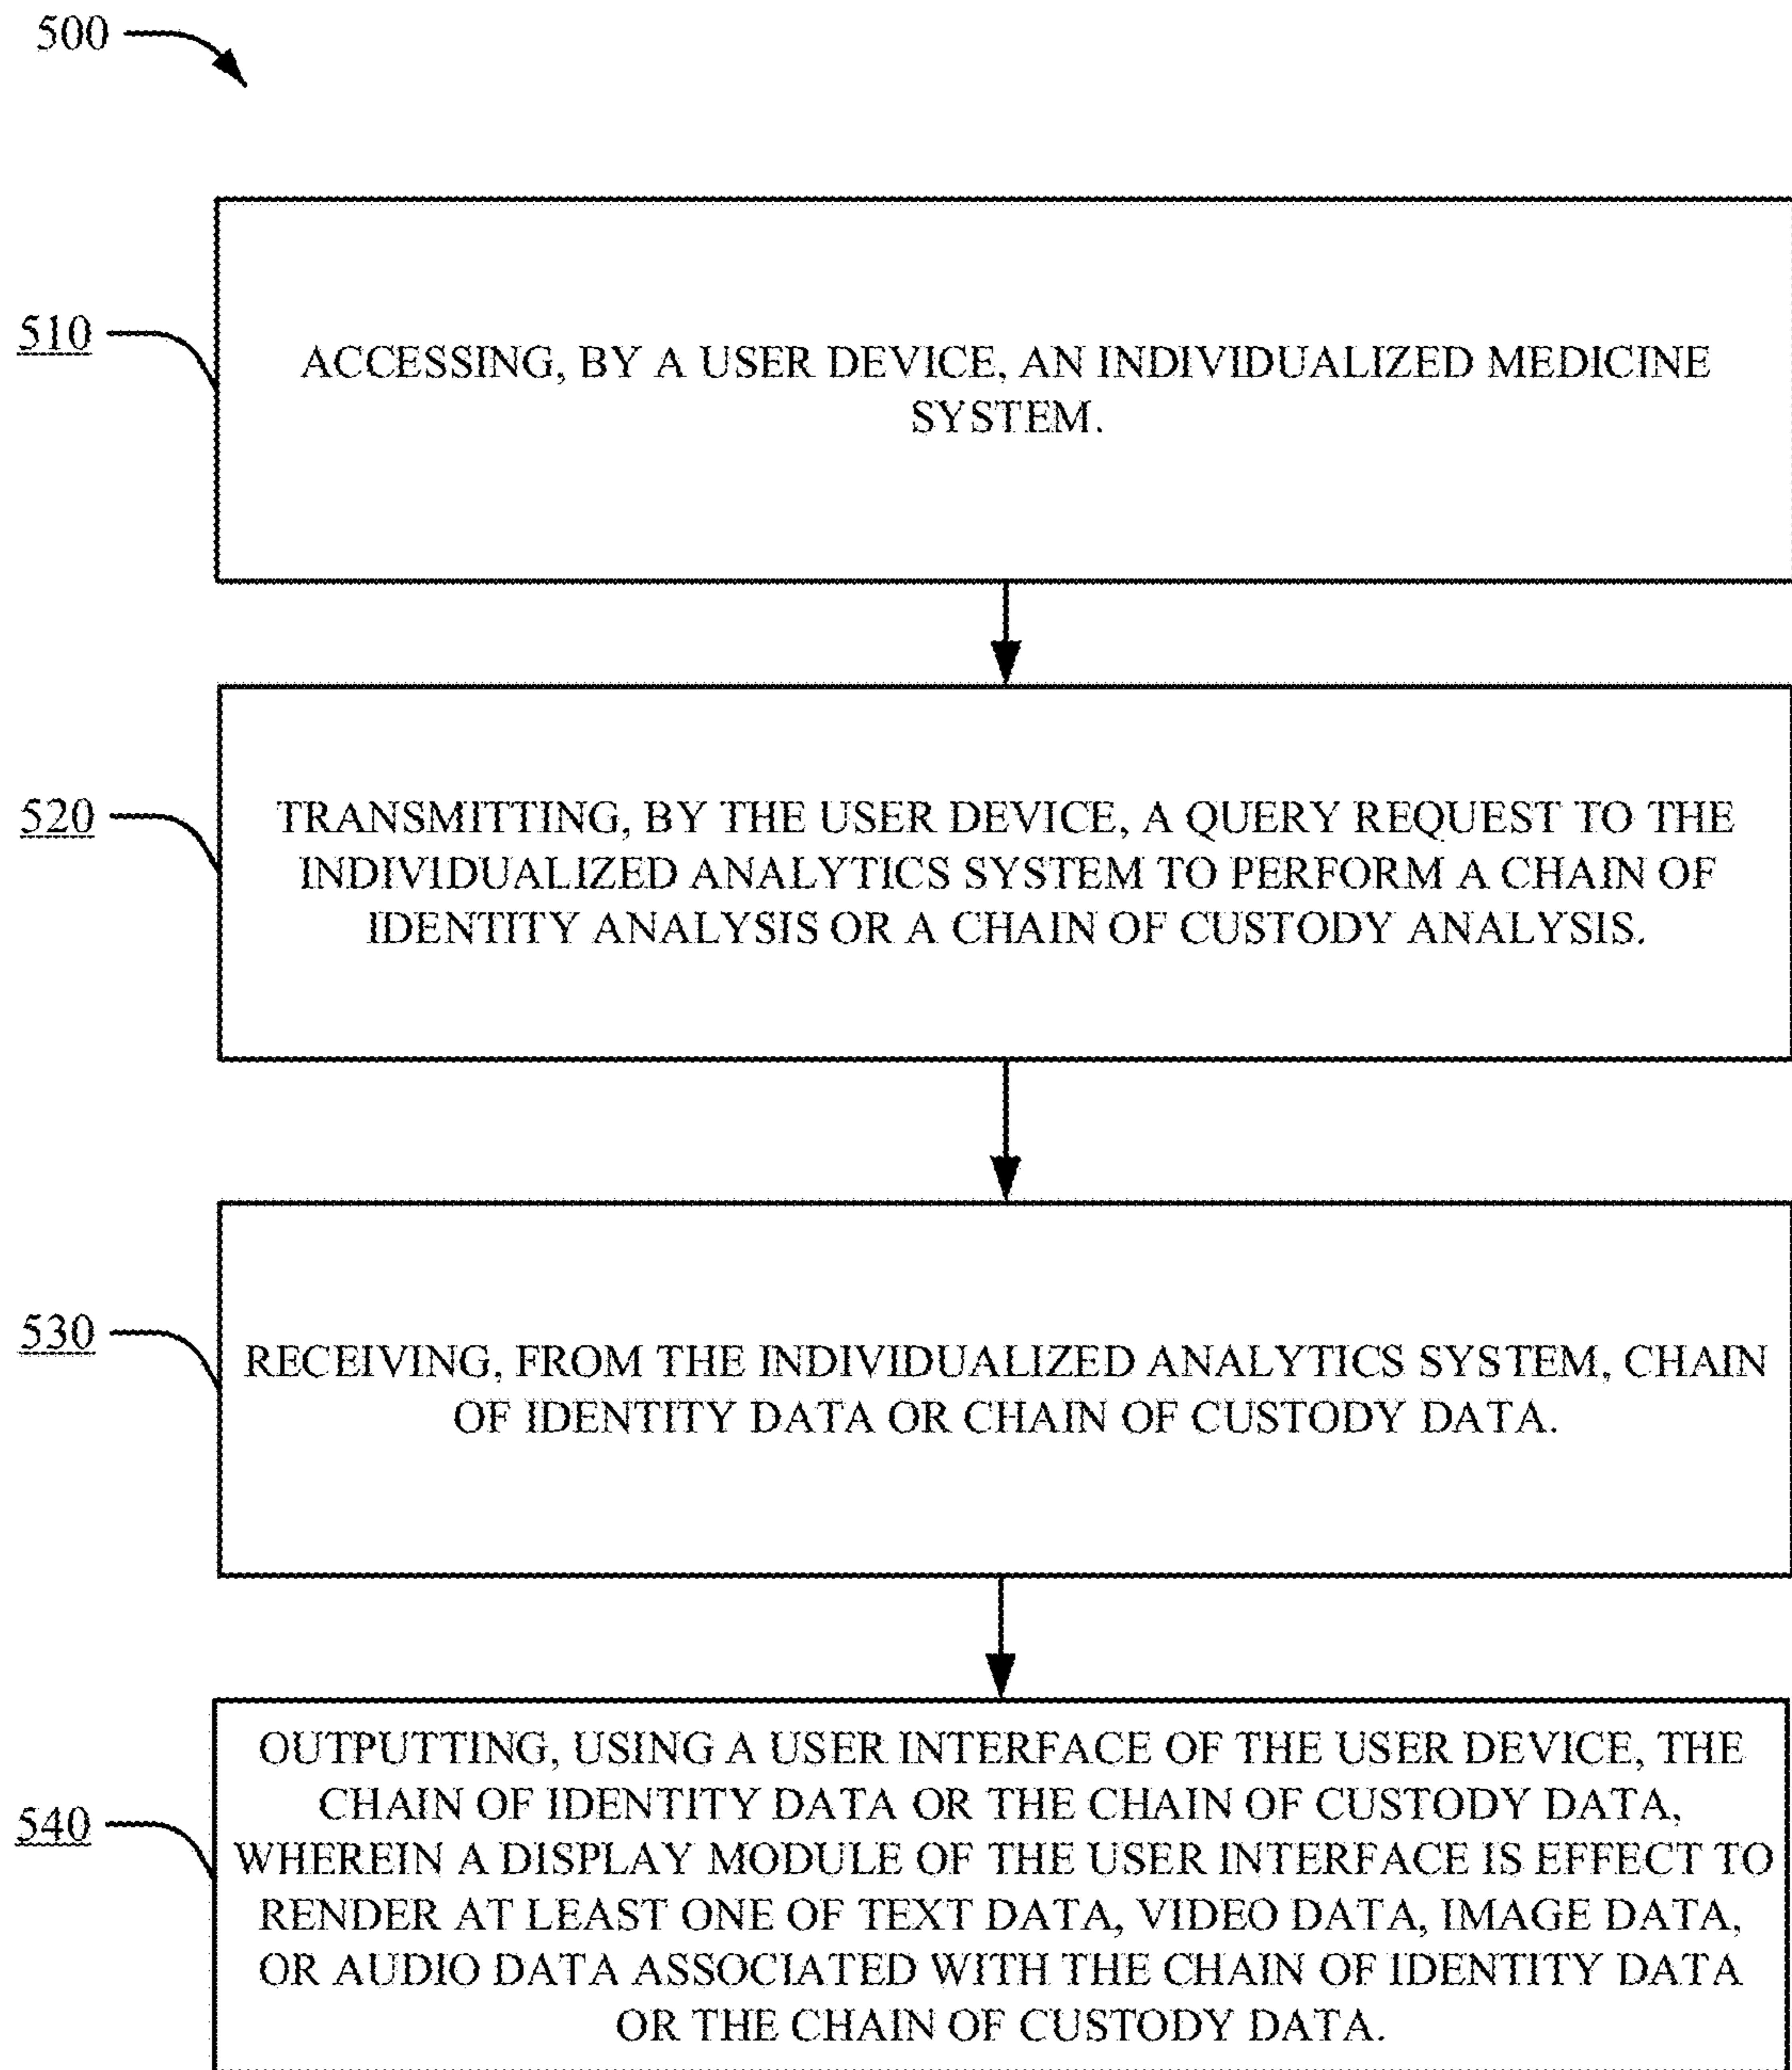 500
510
ACCESSING, BY A USER DEVICE, AN INDIVIDUALIZED MEDICINE
SYSTEM.
520
TRANSMITTING, BY THE USER DEVICE, A QUERY REQUEST TO THE
INDIVIDUALIZED ANALYTICS SYSTEM TO PERFORM A CHAIN OF
IDENTITY ANALYSIS OR A CHAIN OF CUSTODY ANALYSIS.
530
RECEIVING, FROM THE INDIVIDUALIZED ANALYTICS SYSTEM, CHAIN
OF IDENTITY DATA OR CHAIN OF CUSTODY DATA.
540
OUTPUTTING, USING A USER INTERFACE OF THE USER DEVICE, THE
CHAIN OF IDENTITY DATA OR THE CHAIN OF CUSTODY DATA,
WHEREIN A DISPLAY MODULE OF THE USER INTERFACE IS EFFECT TO
RENDER AT LEAST ONE OF TEXT DATA, VIDEO DATA, IMAGE DATA,
OR AUDIO DATA ASSOCIATED WITH THE CHAIN OF IDENTITY DATA
OR THE CHAIN OF CUSTODY DATA.